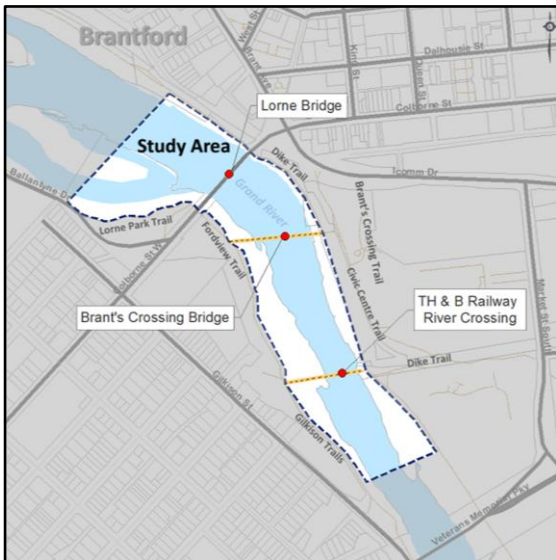 Brantford
West St
Brant Ave
King St
Queen St
Dalhousie St
Colborne St
Lorne Bridge
Study Area
Dike Trail
Icomm Dr
Grand River
Ballantyne Dr
Lorne Park Trail
Colborne St W
Fordview Trail
Brant's Crossing Trail
Civic Centre Trail
Market St South
Brant's Crossing Bridge
TH & B Railway
River Crossing
Dike Trail
Gilkison St
Gilkison Trails
Veterans Memorial Pky